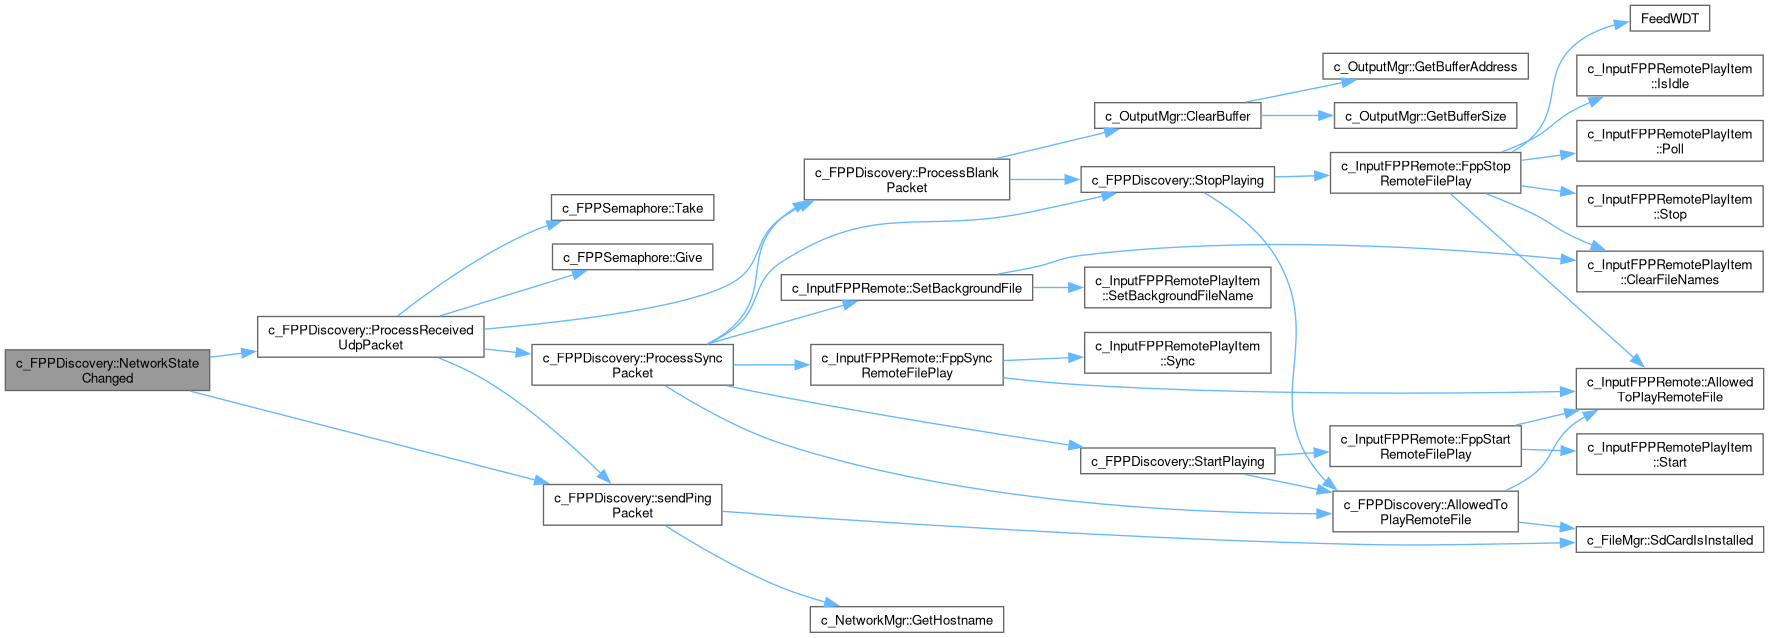 c_FPPDiscovery::NetworkState
Changed
c_FPPDiscovery::ProcessReceived
UdpPacket
c_FPPSemaphore::Take
c_FPPSemaphore::Give
c_FPPDiscovery::ProcessSync
Packet
c_FPPDiscovery::sendPing
Packet
c_FPPDiscovery::ProcessBlank
Packet
c_InputFPPRemote::SetBackgroundFile
c_InputFPPRemote::FppSync
RemoteFilePlay
c_NetworkMgr::GetHostname
c_OutputMgr::ClearBuffer
c_FPPDiscovery::StopPlaying
c_InputFPPRemotePlayItem
::SetBackgroundFileName
c_InputFPPRemotePlayItem
::Sync
c_FPPDiscovery::StartPlaying
c_OutputMgr::GetBufferAddress
c_OutputMgr::GetBufferSize
c_InputFPPRemote::FppStop
RemoteFilePlay
c_InputFPPRemote::FppStart
RemoteFilePlay
c_FPPDiscovery::AllowedTo
PlayRemoteFile
FeedWDT
c_InputFPPRemotePlayItem
::IsIdle
c_InputFPPRemotePlayItem
::Poll
c_InputFPPRemotePlayItem
::Stop
c_InputFPPRemotePlayItem
::ClearFileNames
c_InputFPPRemote::Allowed
ToPlayRemoteFile
c_InputFPPRemotePlayItem
::Start
c_FileMgr::SdCardIsInstalled